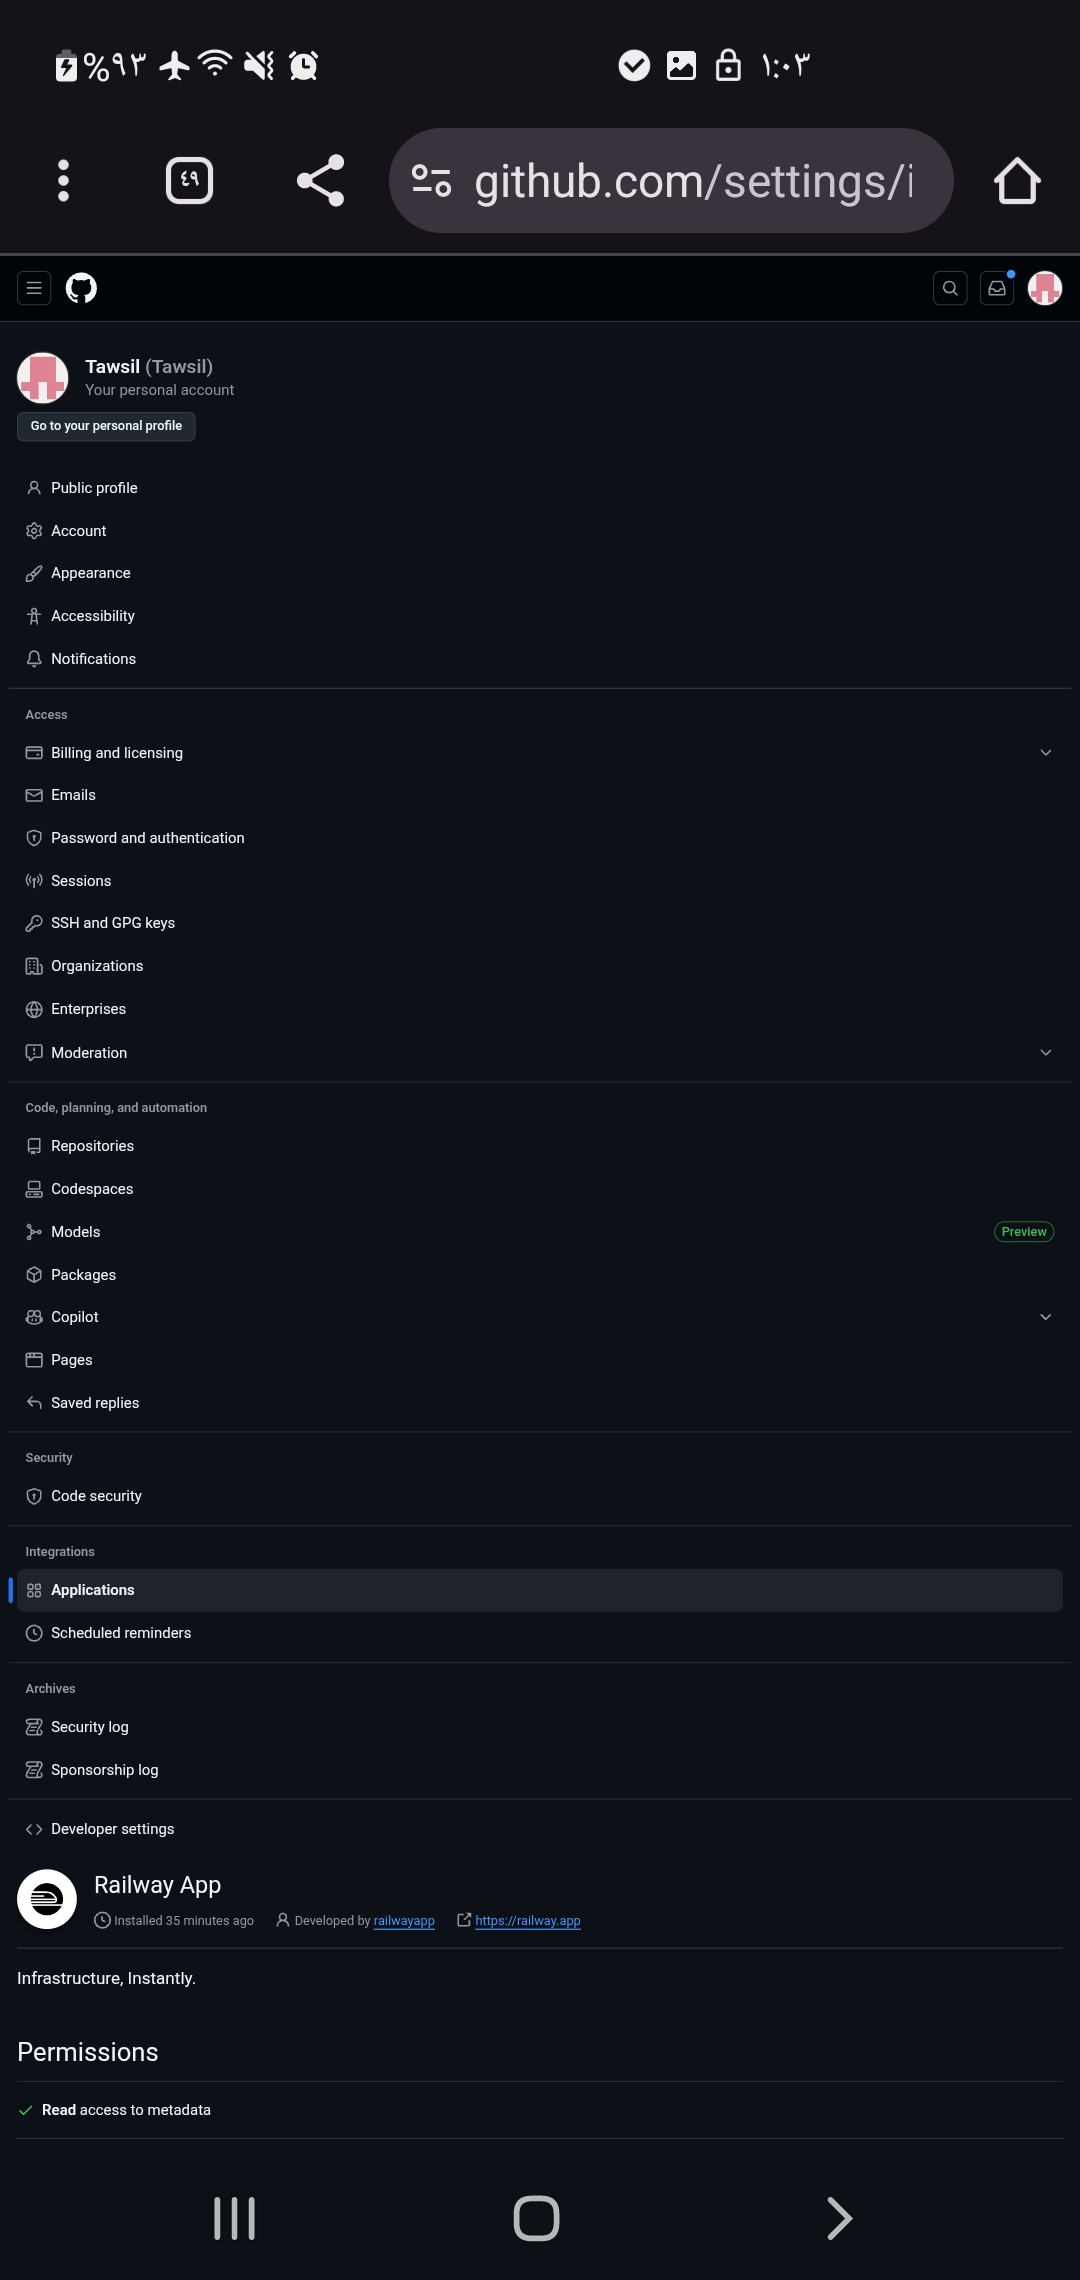 %٩٣
١:٠٣
٤٩
github.com/settings/i
Tawsil (Tawsil)
Your personal account
Go to your personal profile
Public profile
Account
Appearance
Accessibility
Notifications
Access
Billing and licensing
Emails
Password and authentication
Sessions
SSH and GPG keys
Organizations
Enterprises
Moderation
Code, planning, and automation
Repositories
Codespaces
Models Preview
Packages
Copilot
Pages
Saved replies
Security
Code security
Integrations
Applications
Scheduled reminders
Archives
Security log
Sponsorship log
Developer settings
Railway App
Installed 35 minutes ago Developed by railwayapp https://railway.app
Infrastructure, Instantly.
Permissions
Read access to metadata